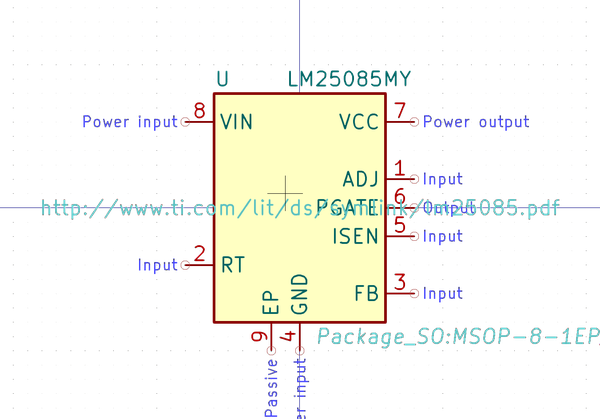 U LM25085MY
8 7
Power input VIN VCC Power output
1
ADJ Input
6
http://www.ti.com/lit/ds/symlink/lm25085.pdf
PGATE Output
5
ISEN Input
2
Input RT
3
FB Input
EP GND
9 4
Package_SO:MSOP-8-1EP
Passive
er input